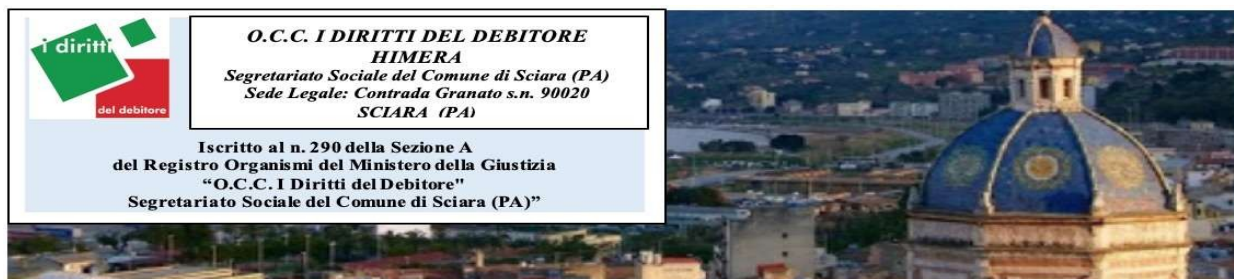 i diritti
del debitore
O.C.C. I DIRITTI DEL DEBITORE
HIMERA
Segretariato Sociale del Comune di Sciara (PA)
Sede Legale: Contrada Granato s.n. 90020
SCIARA (PA)
Iscritto al n. 290 della Sezione A
del Registro Organismi del Ministero della Giustizia
“O.C.C. I Diritti del Debitore"
Segretariato Sociale del Comune di Sciara (PA)”